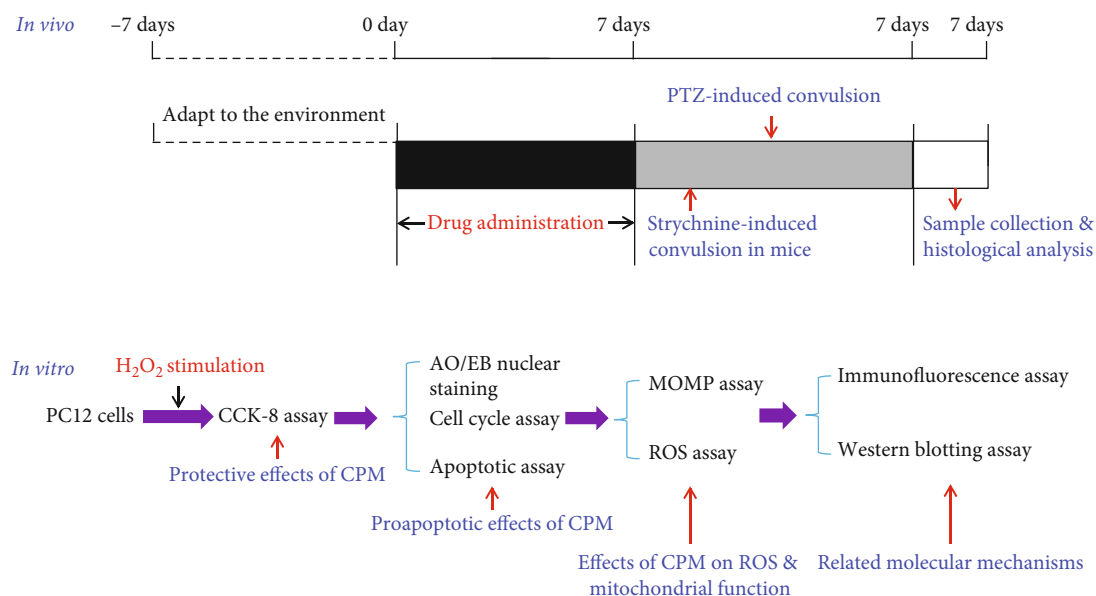 In vivo
–7 days
0 day
7 days
7 days
7 days
PTZ-induced convulsion
Adapt to the environment
Drug administration
Strychnine-induced
convulsion in mice
Sample collection &
histological analysis
In vitro
H₂O₂ stimulation
PC12 cells
CCK-8 assay
Protective effects of CPM
AO/EB nuclear
staining
Cell cycle assay
Apoptotic assay
Proapoptotic effects of CPM
MOMP assay
ROS assay
Effects of CPM on ROS &
mitochondrial function
Immunofluorescence assay
Western blotting assay
Related molecular mechanisms